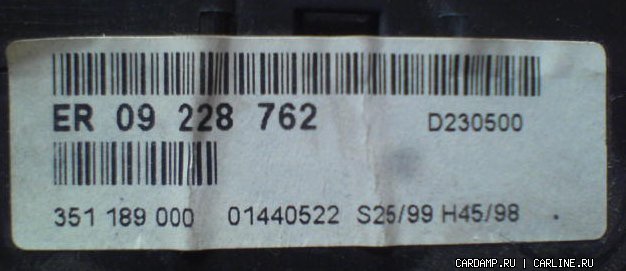 ER 09 228 762 D230500
351 189 000 01440522 S25/99 H45/98 .
CARDAMP.RU | CARLINE.RU